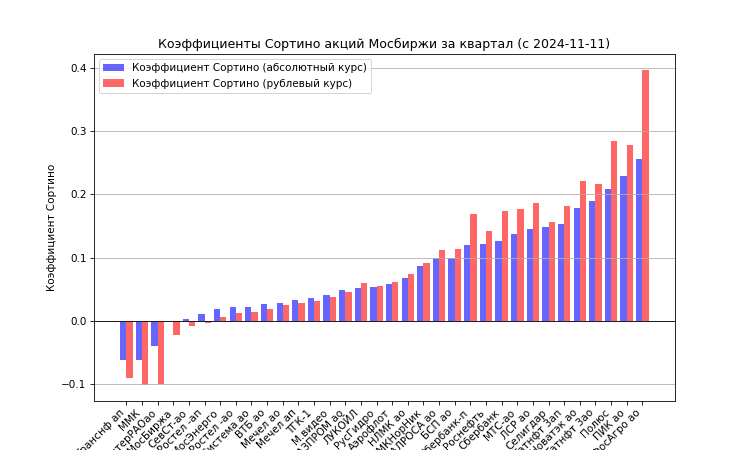 Коэффициенты Сортино акций Мосбиржи за квартал (с 2024-11-11)
Коэффициент Сортино (абсолютный курс)
Коэффициент Сортино (рублевый курс)
Коэффициент Сортино
0.4
0.3
0.2
0.1
0.0
−0.1
ММК
МосБиржа
СевСт-ао
Ростел -ап
Ростел -ао
ВТБ ао
Мечел ао
Мечел ап
ТГК-1
М.видео
ЛУКОЙЛ
РусГидро
Аэрофлот
НЛМК ао
БСП ао
Роснефть
Сбербанк
МТС-ао
ЛСР ао
Селигдар
Новатэк ао
Полюс
ПИК ао